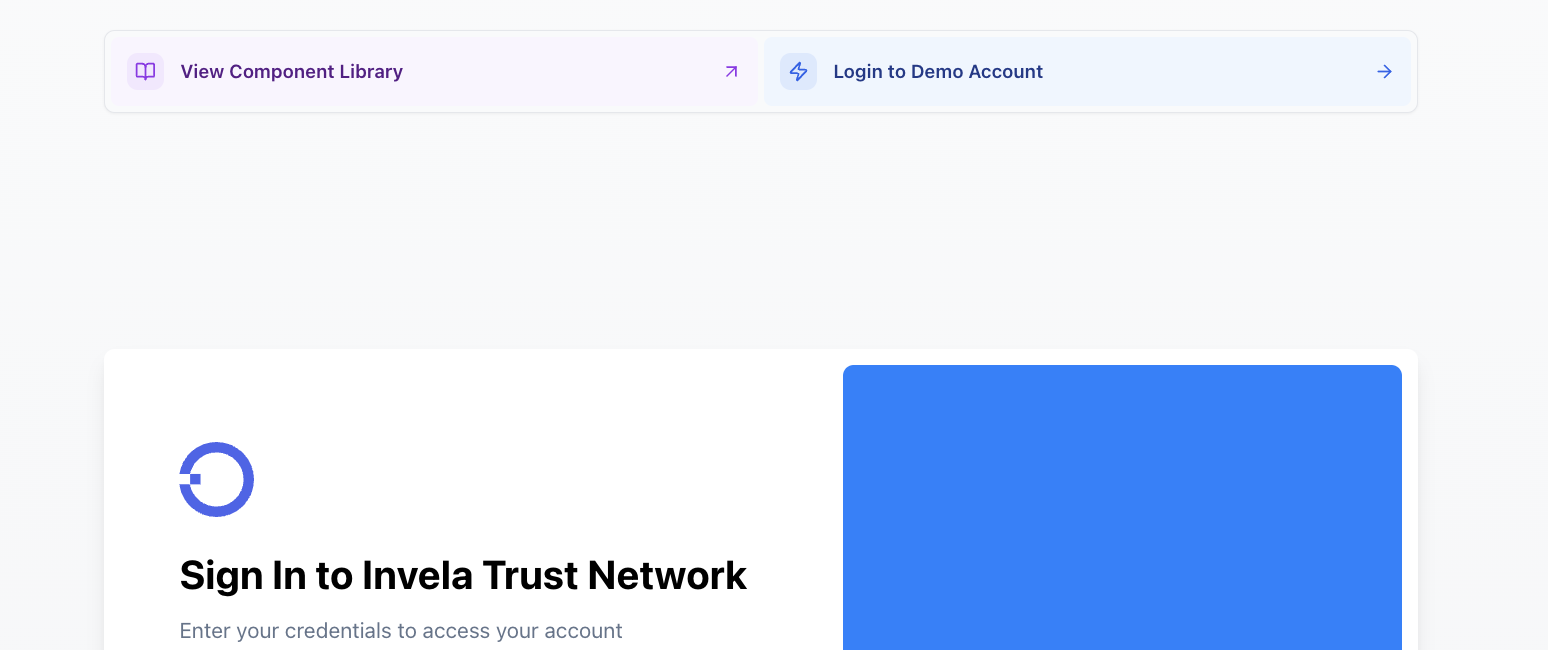 View Component Library
Login to Demo Account
Sign In to Invela Trust Network
Enter your credentials to access your account